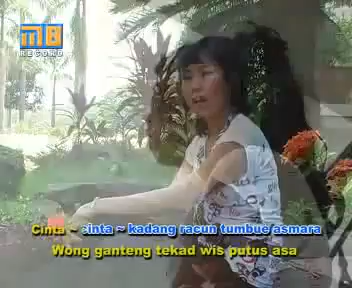 MB
RECORD
Cinta ~ cinta ~ kadang racun tumbue asmara
Wong ganteng tekad wis putus asa